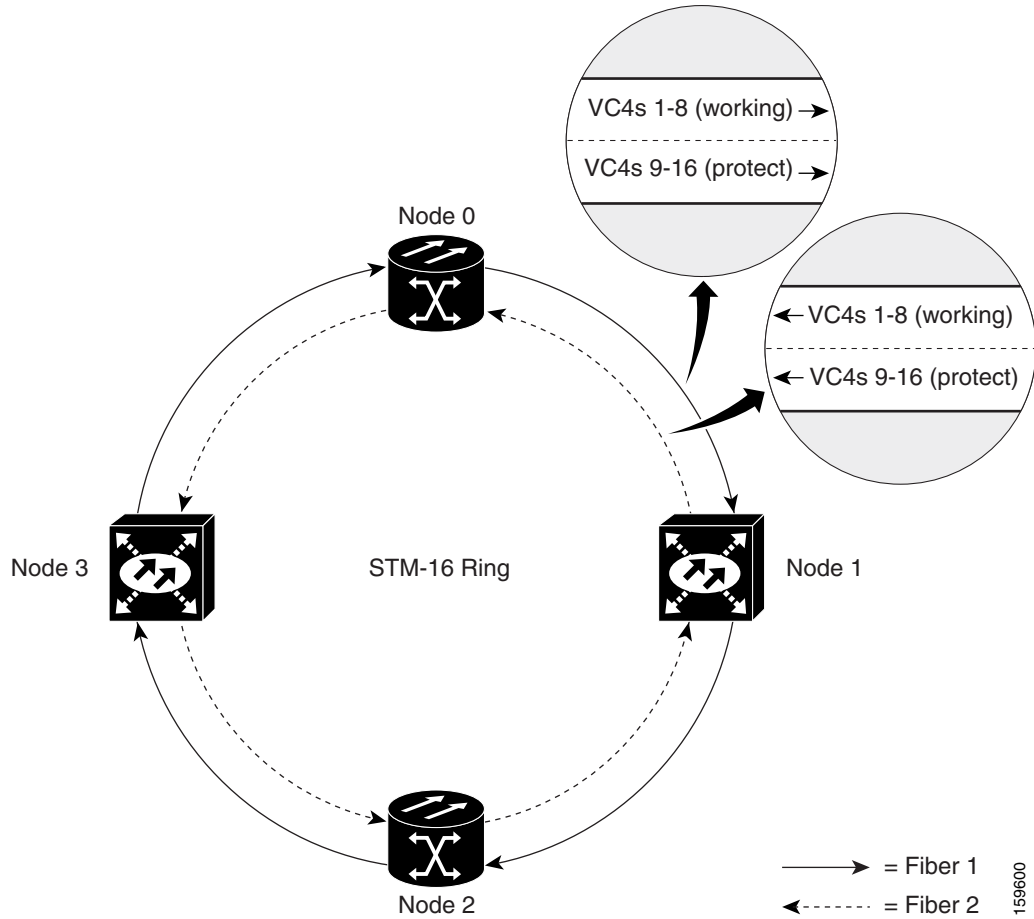 VC4s 1-8 (working)
VC4s 9-16 (protect)
Node 0
VC4s 1-8 (working)
VC4s 9-16 (protect)
Node 3
STM-16 Ring
Node 1
= Fiber 1
Node 2
= Fiber 2
159600